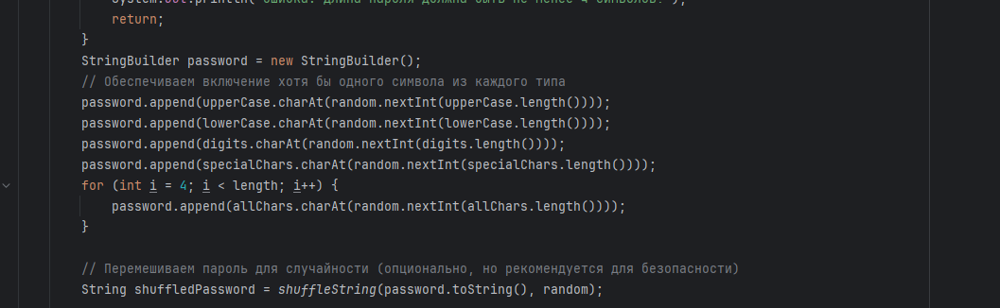 return;
}
StringBuilder password = new StringBuilder();
// Обеспечиваем включение хотя бы одного символа из каждого типа
password.append(upperCase.charAt(random.nextInt(upperCase.length())));
password.append(lowerCase.charAt(random.nextInt(lowerCase.length())));
password.append(digits.charAt(random.nextInt(digits.length())));
password.append(specialChars.charAt(random.nextInt(specialChars.length())));
for (int i = 4; i < length; i++) {
password.append(allChars.charAt(random.nextInt(allChars.length())));
}
// Перемешиваем пароль для случайности (опционально, но рекомендуется для безопасности)
String shuffledPassword = shuffleString(password.toString(), random);